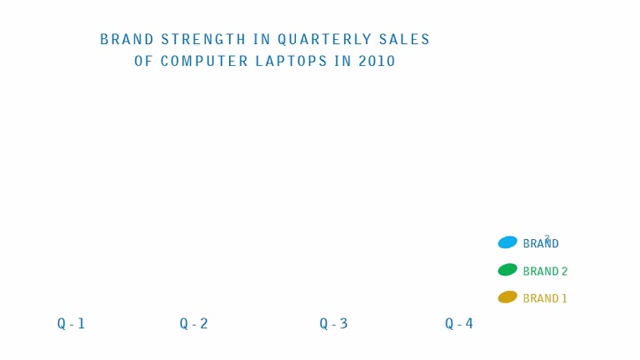 BRAND STRENGTH IN QUARTERLY SALES
OF COMPUTER LAPTOPS IN 2010
BRAND
BRAND 2
BRAND 1
Q - 1
Q - 2
Q - 3
Q - 4